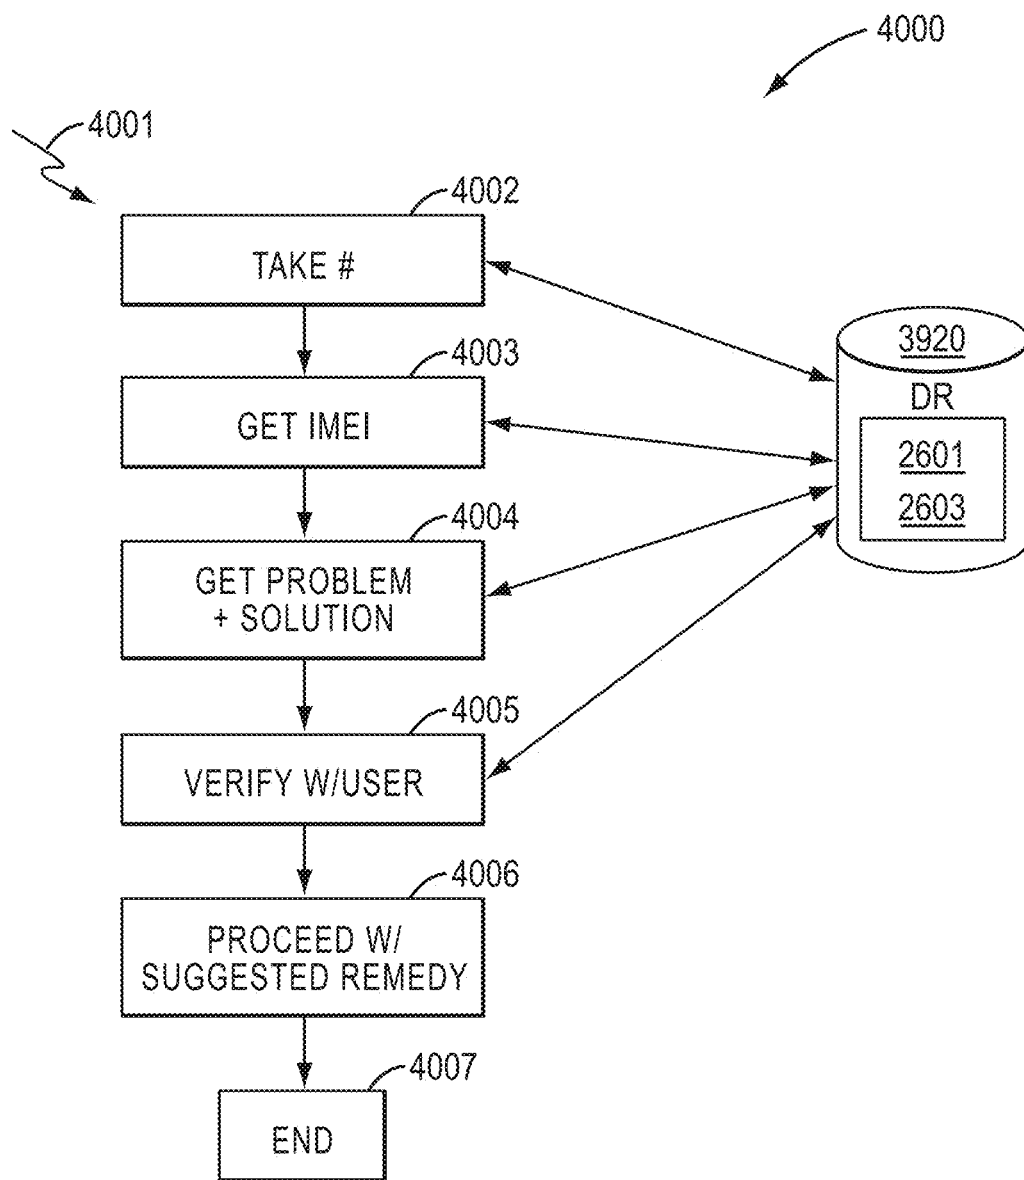 4000
4001
4002
TAKE #
4003
GET IMEI
4004
GET PROBLEM
+ SOLUTION
4005
VERIFY W/USER
4006
PROCEED W/
SUGGESTED REMEDY
4007
END
3920
DR
2601
2603